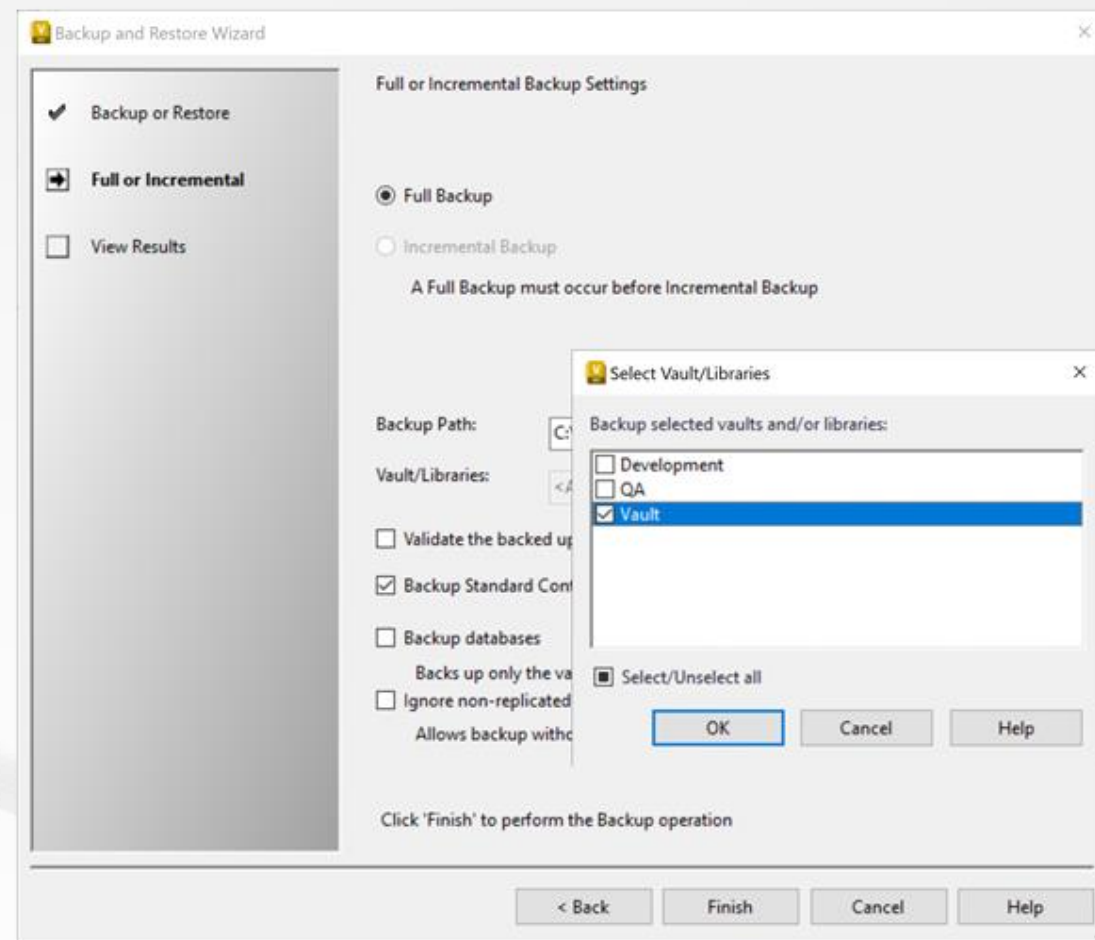 Backup and Restore Wizard
Backup or Restore
Full or Incremental
View Results
Full or Incremental Backup Settings
Full Backup
Incremental Backup
A Full Backup must occur before Incremental Backup
Backup Path:
C:
Vault/Libraries:
Validate the backed
Backup Standard
Backup databases
Backs up only the
Ignore non-replicated
Allows backup
Click 'Finish' to perform the Backup operation
< Back
Finish
Cancel
Help
Select Vault/Libraries
Backup selected vaults and/or libraries:
Development
QA
Vault
Select/Unselect all
OK
Cancel
Help